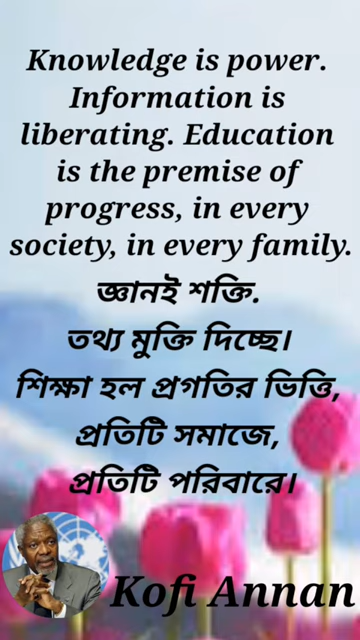 Knowledge is power.
Information is
liberating. Education
is the premise of
progress, in every
society, in every family.
জ্ঞানই শক্তি.
তথ্য মুক্তি দিচ্ছে।
শিক্ষা হল প্রগতির ভিত্তি,
প্রতিটি সমাজে,
প্রতিটি পরিবারে।
Kofi Annan